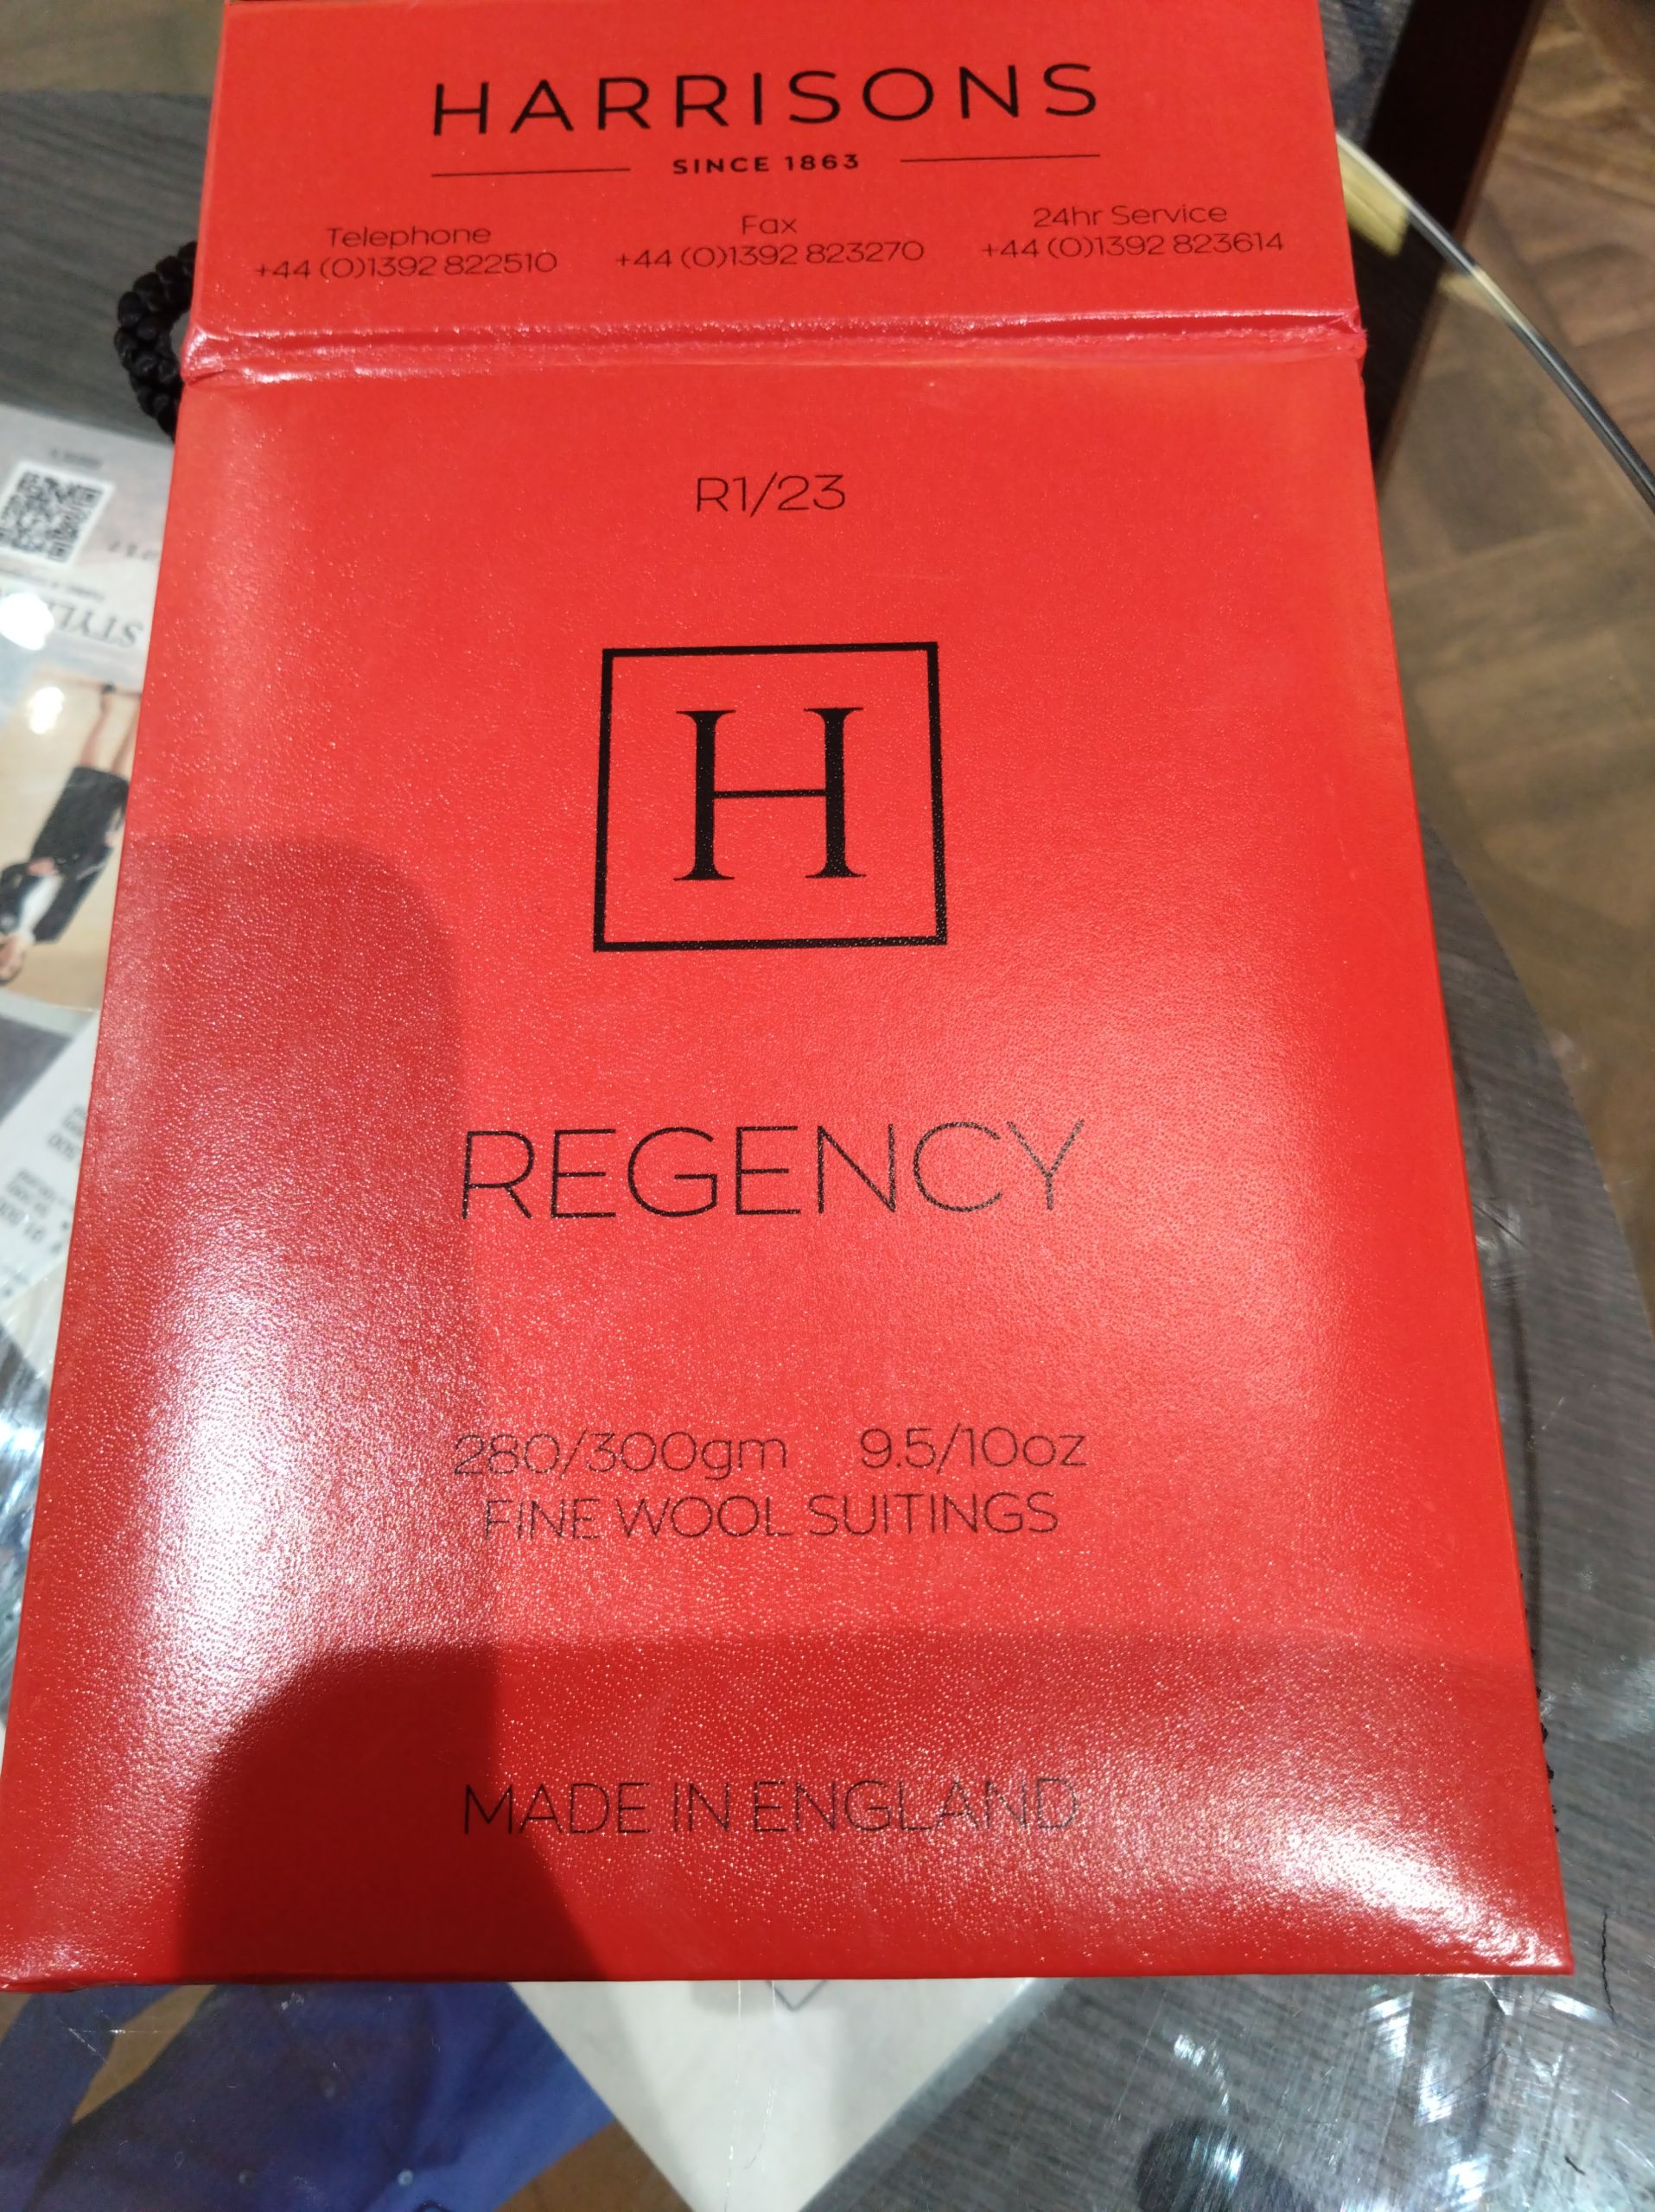 HARRISONS
SINCE 1863
Telephone Fax 24hr Service
+44 (0)1392 822510 +44 (0)1392 823270 +44 (0)1392 823614
R1/23
H
REGENCY
280/300gm 9.5/10oz
FINE WOOL SUITINGS
MADE IN ENGLAND